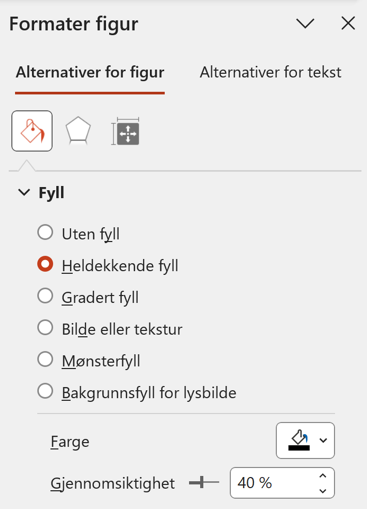 Formater figur
Alternativer for figur Alternativer for tekst
Fyll
Uten fyll
Heldekkende fyll
Gradert fyll
Bilde eller tekstur
Mønsterfyll
Bakgrunnsfyll for lysbilde
Farge
Gjennomsiktighet 40 %